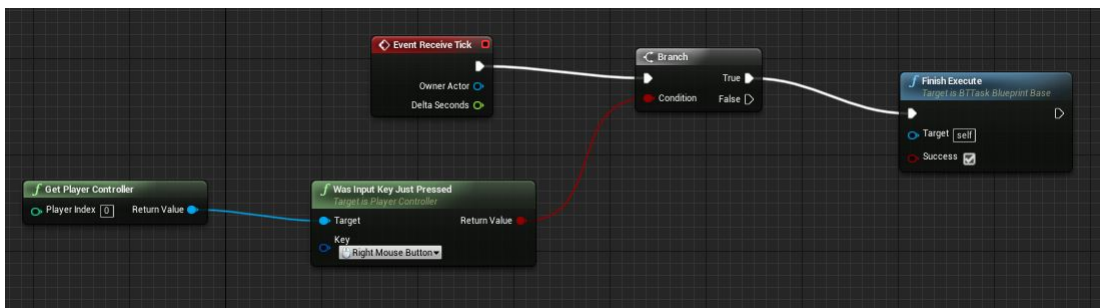 Event Receive Tick
Owner Actor
Delta Seconds
Branch
True
Condition
False
Finish Execute
Target is BTTask Blueprint Base
Target self
Success
Get Player Controller
Player Index 0
Return Value
Was Input Key Just Pressed
Target is Player Controller
Target
Return Value
Key
Right Mouse Button